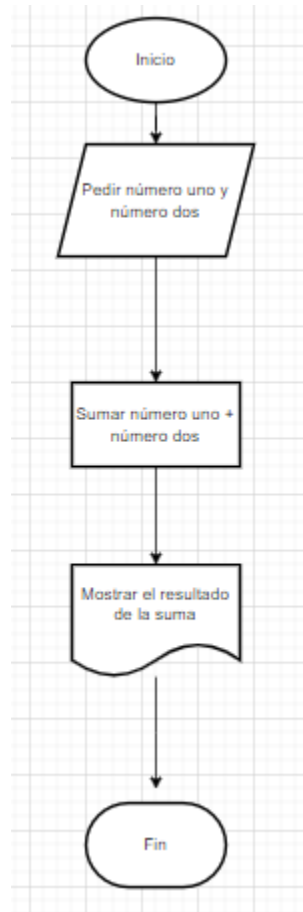 Inicio
Pedir número uno y
número dos
Sumar número uno +
número dos
Mostrar el resultado
de la suma
Fin